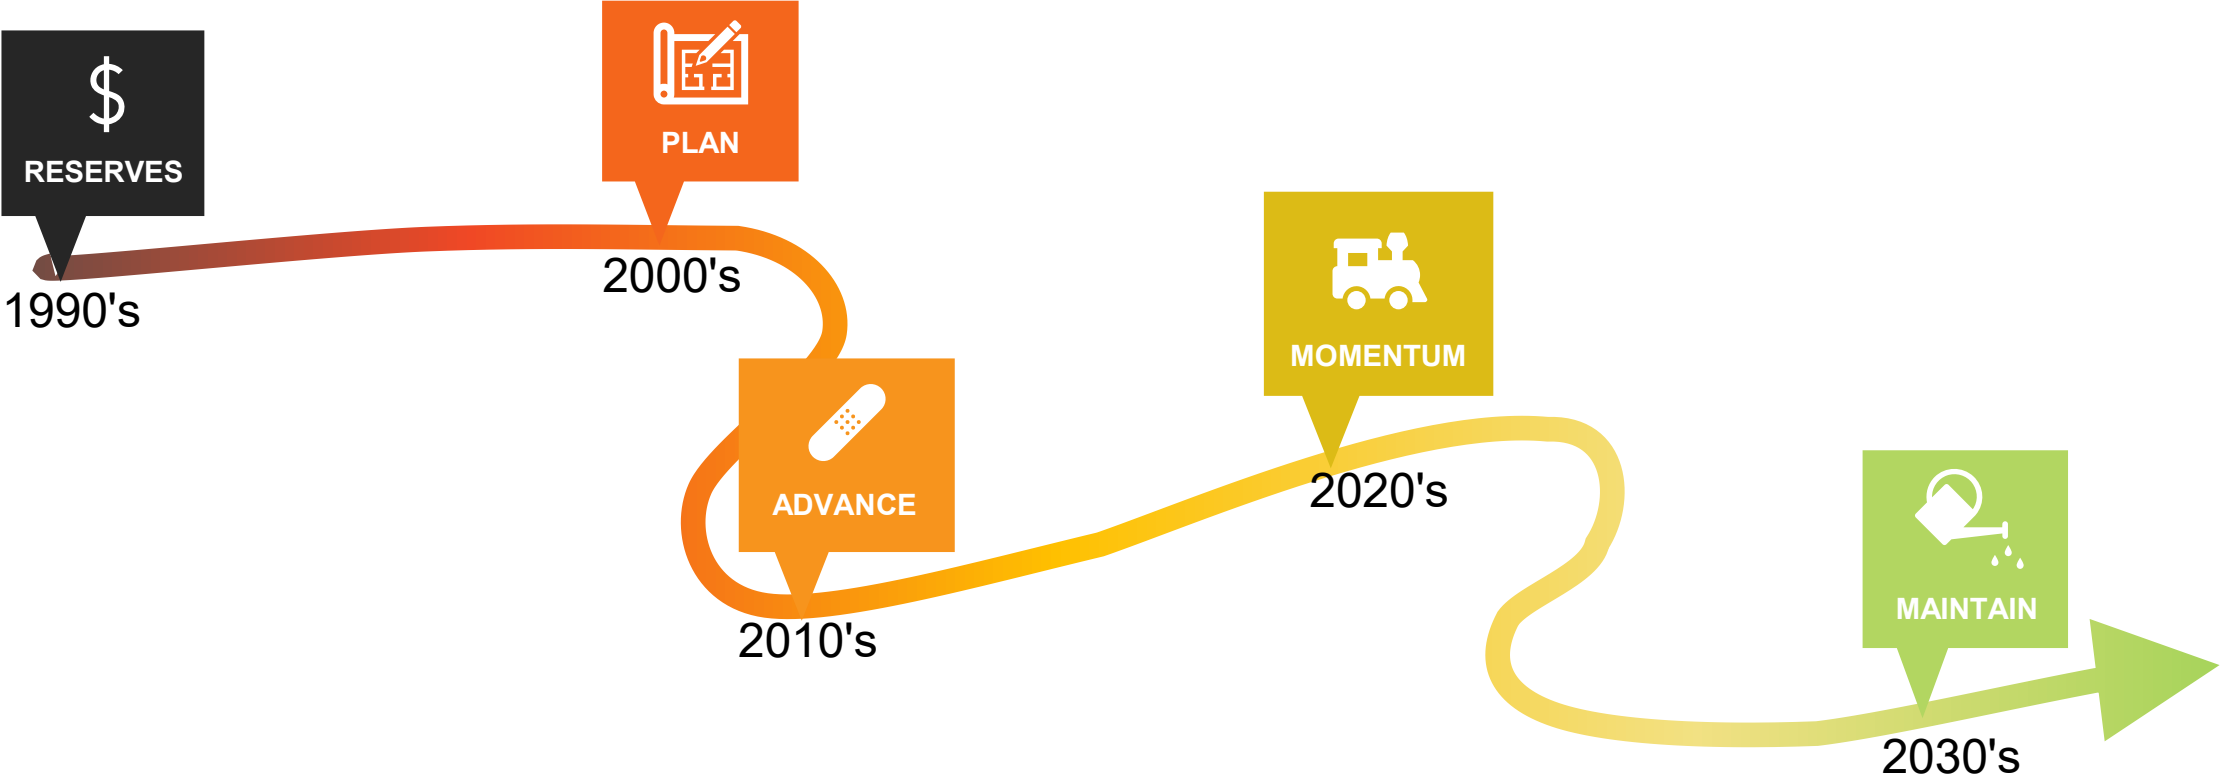 $
RESERVES
1990's
PLAN
2000's
ADVANCE
2010's
MOMENTUM
2020's
MAINTAIN
2030's